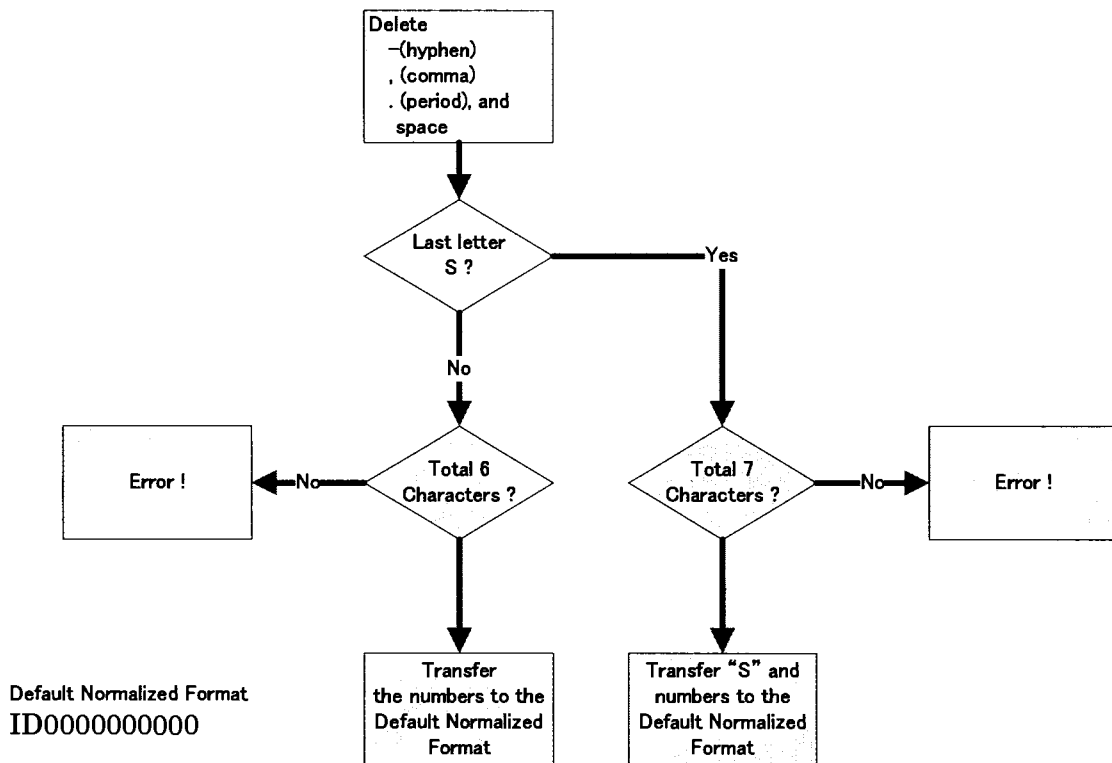 Delete
-(hyphen)
, (comma)
. (period), and
space
Last letter
S ?
Yes
No
Error !
No
Total 6
Characters ?
Total 7
Characters ?
No
Error !
Transfer
the numbers to the
Default Normalized
Format
Transfer “S” and
numbers to the
Default Normalized
Format
Default Normalized Format
ID0000000000